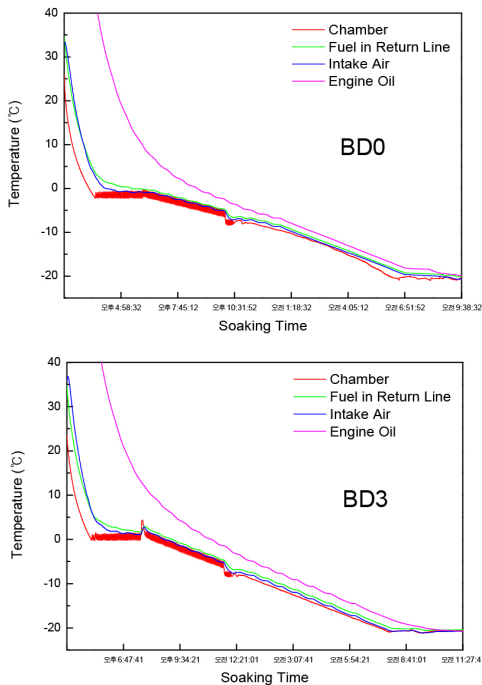 40
30
20
10
0
-10
-20
Temperature (℃)
Chamber
Fuel in Return Line
Intake Air
Engine Oil
BD0
오후 4:58:32 오후 7:45:12 오후 10:31:52 오전 1:18:32 오전 4:05:12 오전 6:51:52 오전 9:38:32
Soaking Time
40
30
20
10
0
-10
-20
Temperature (℃)
Chamber
Fuel in Return Line
Intake Air
Engine Oil
BD3
오후 6:47:41 오후 9:34:21 오전 12:21:01 오전 3:07:41 오전 5:54:21 오전 8:41:01 오전 11:27:4
Soaking Time